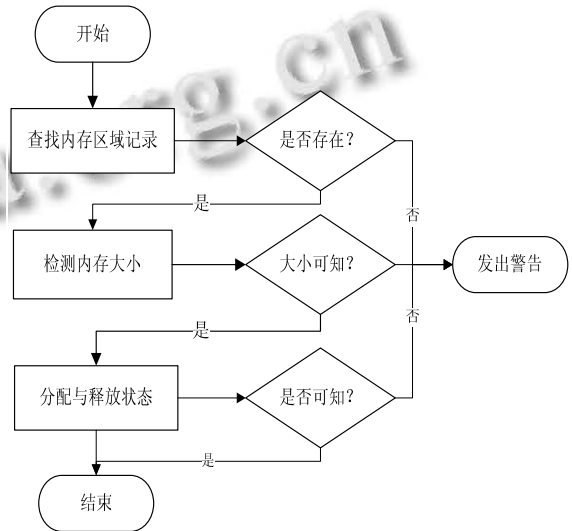 开始
查找内存区域记录
是否存在？
是
否
检测内存大小
大小可知？
发出警告
是
否
分配与释放状态
是否可知？
是
结束
.rg.cn